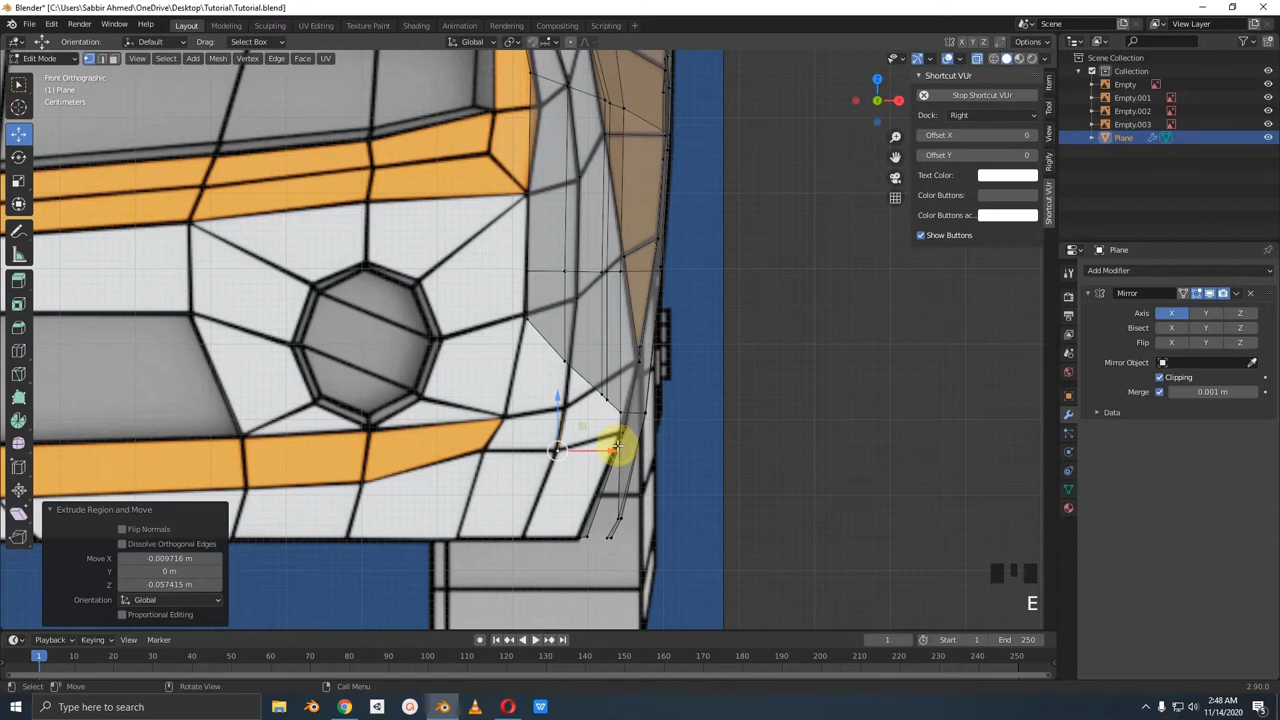 Blender* [C:\Users\Sabbir Ahmed\OneDrive\Desktop\Tutorial\Tutorial.blend]
File Edit Render Window Help Layout Modeling Sculpting UV Editing Texture Paint Shading Animation Rendering Compositing Scripting Scene View Layer
Orientation: Default Drag: Select Box Global X Y Z Options
Edit Mode View Select Add Mesh Vertex Edge Face UV
Front Orthographic
(1) Plane
Centimeters
Z
X
Y
Shortcut VUr
Stop Shortcut VUr
Dock: Right
Offset X 0
Offset Y 0
Text Color:
Color Buttons:
Color Buttons ac...
Show Buttons
Item
Tool
View
Rigify
Shortcut VUr
Scene Collection
Collection
Empty
Empty.001
Empty.002
Empty.003
Plane
Plane
Add Modifier
Mirror
Axis X Y Z
Bisect X Y Z
Flip X Y Z
Mirror Object
Clipping
Merge 0.001 m
Data
Extrude Region and Move
Flip Normals
Dissolve Orthogonal Edges
Move X -0.009716 m
Y 0 m
Z -0.057415 m
Orientation Global
Proportional Editing
E
Playback Keying View Marker 1 Start 1 End 250
1 10 20 30 40 50 60 70 80 90 100 110 120 130 140 150 160 170 180 190 200 210 220 230 240 250
Select Move Rotate View Call Menu 2.90.0
Type here to search
2:48 AM
11/14/2020